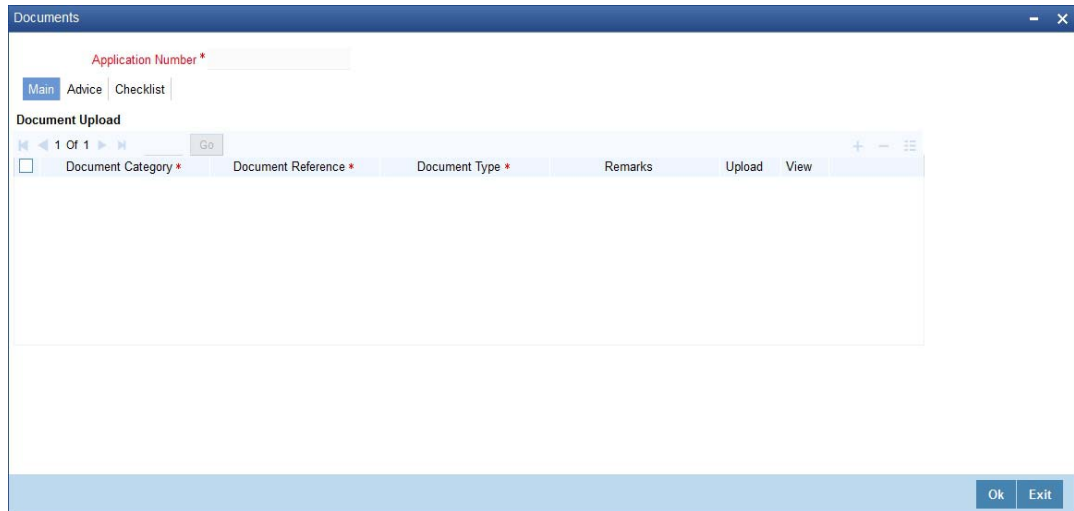 Documents
Application Number *
Main Advice Checklist
Document Upload
1 Of 1 Go
Document Category * Document Reference * Document Type * Remarks Upload View
Ok Exit